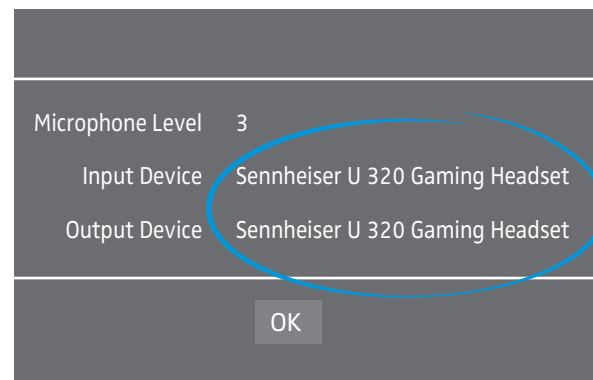 Microphone Level 3
Input Device Sennheiser U 320 Gaming Headset
Output Device Sennheiser U 320 Gaming Headset
OK